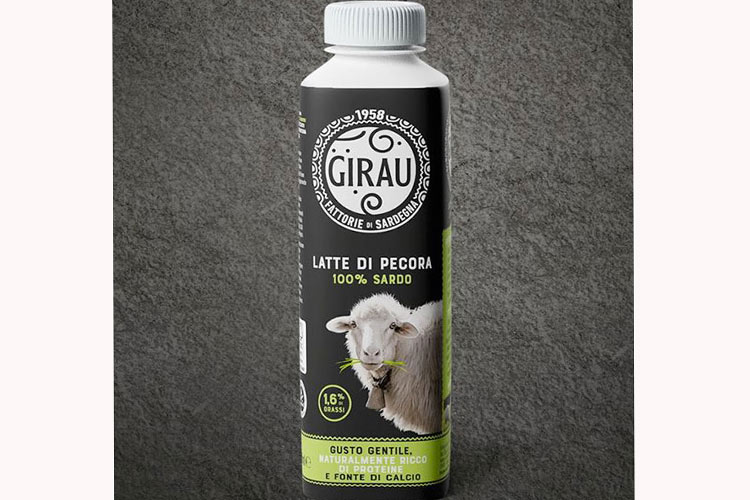 1958
GIRAU
FATTORIE DI SARDEGNA
LATTE DI PECORA
100% SARDO
1,6% DI
GRASSI
GUSTO GENTILE,
NATURALMENTE RICCO
DI PROTEINE
E FONTE DI CALCIO